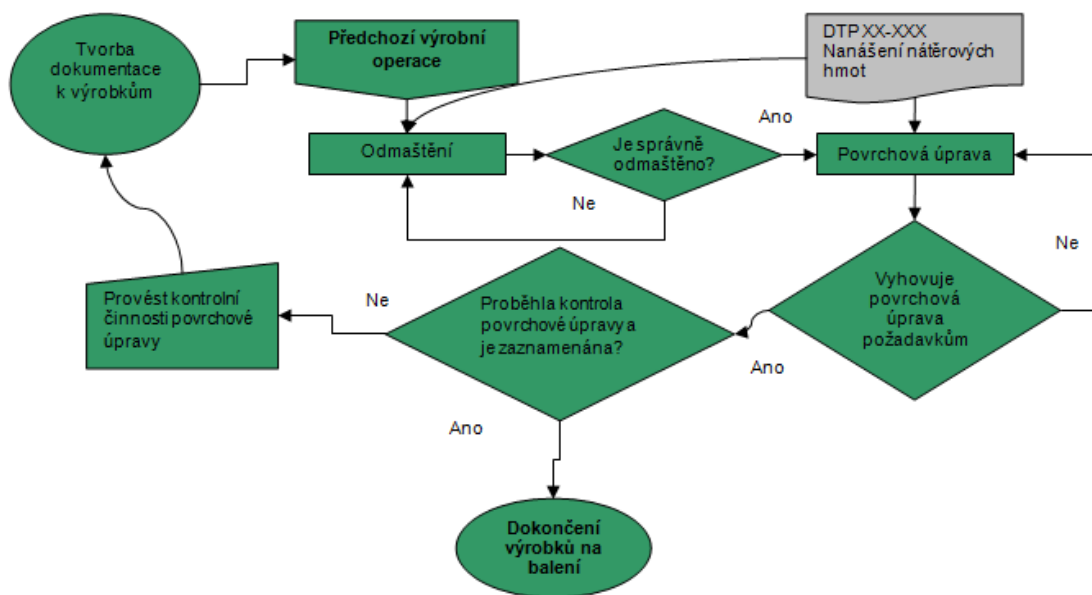 Tvorba
dokumentace
k výrobkům
Předchozí výrobní
operace
DTP XX-XXX
Nanášení nátěrových
hmot
Odmaštění
Je správně
odmaštěno?
Ano
Povrchová úprava
Ne
Provést kontrolní
činnosti povrchové
úpravy
Ne
Proběhla kontrola
povrchové úpravy a
je zaznamenána?
Ano
Vyhovuje
povrchová
úprava
požadavkům
Ne
Ano
Dokončení
výrobků na
balení